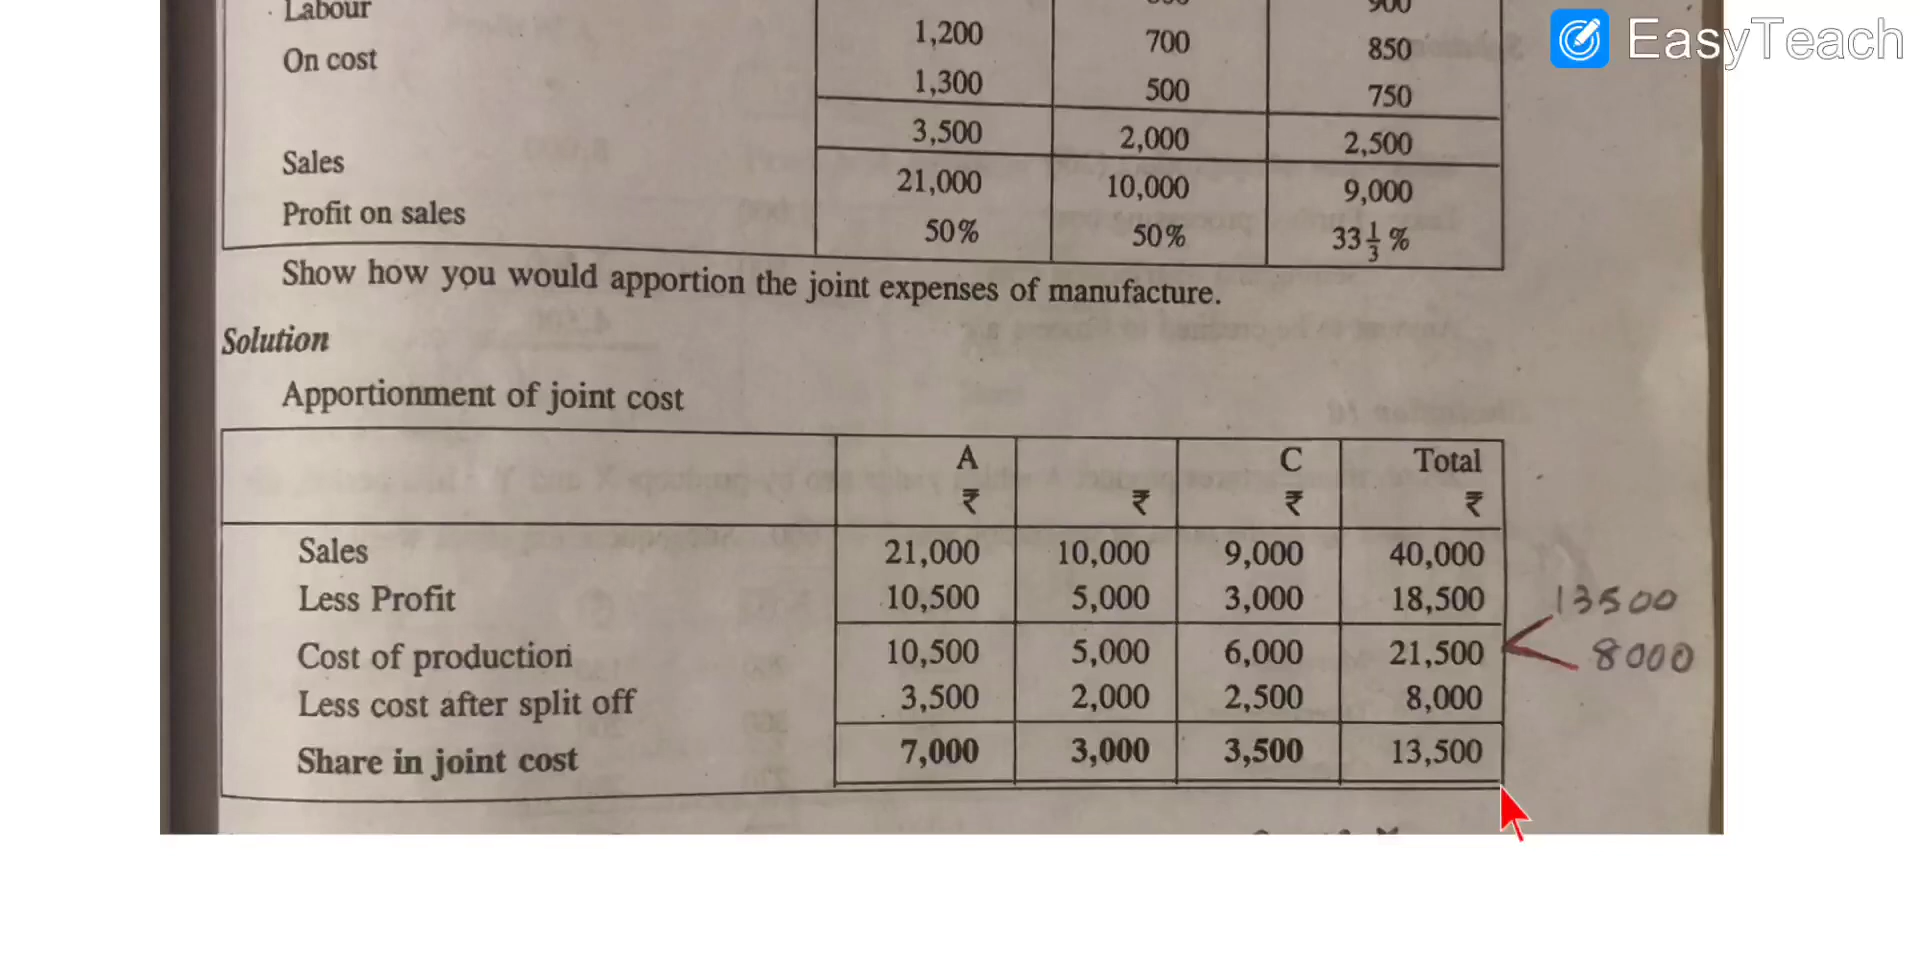 Labour 900
1,200 700 850
On cost
1,300 500 750
3,500 2,000 2,500
Sales 21,000 10,000 9,000
Profit on sales 50% 50% 33 1/3 %
Show how you would apportion the joint expenses of manufacture.
Solution
Apportionment of joint cost
A C Total
₹ ₹ ₹ ₹
Sales 21,000 10,000 9,000 40,000
Less Profit 10,500 5,000 3,000 18,500 13500
Cost of production 10,500 5,000 6,000 21,500 8000
Less cost after split off 3,500 2,000 2,500 8,000
Share in joint cost 7,000 3,000 3,500 13,500
EasyTeach